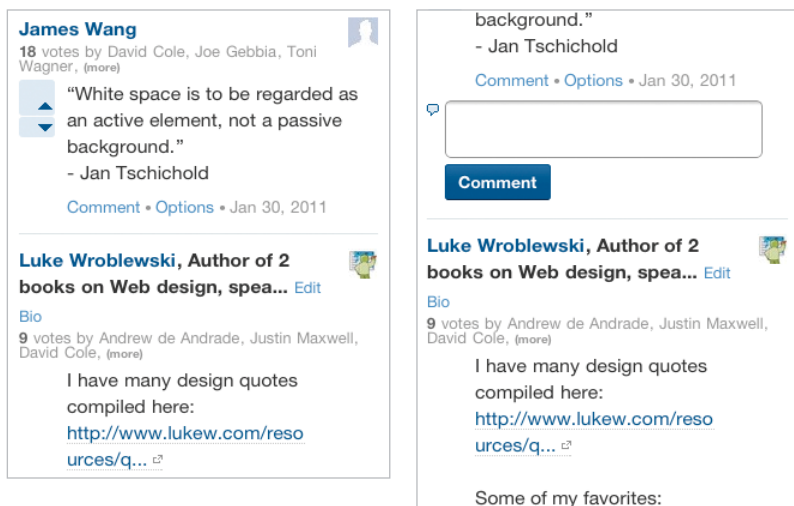 James Wang
18 votes by David Cole, Joe Gebbia, Toni
Wagner, (more)
“White space is to be regarded as
an active element, not a passive
background.”
- Jan Tschichold
Comment • Options • Jan 30, 2011
Luke Wroblewski, Author of 2
books on Web design, spea... Edit
Bio
9 votes by Andrew de Andrade, Justin Maxwell,
David Cole, (more)
I have many design quotes
compiled here:
http://www.lukew.com/reso
urces/q...
background.”
- Jan Tschichold
Comment • Options • Jan 30, 2011
Comment
Luke Wroblewski, Author of 2
books on Web design, spea... Edit
Bio
9 votes by Andrew de Andrade, Justin Maxwell,
David Cole, (more)
I have many design quotes
compiled here:
http://www.lukew.com/reso
urces/q...
Some of my favorites: